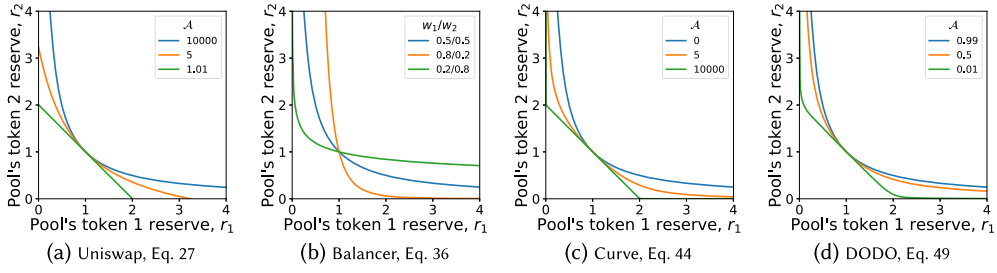 Pool's token 2 reserve, r₂
4
3
2
1
0
0 1 2 3 4
Pool's token 1 reserve, r₁
𝒜
10000
5
1.01
(a) Uniswap, Eq. 27
Pool's token 2 reserve, r₂
4
3
2
1
0
0 1 2 3 4
Pool's token 1 reserve, r₁
w₁/w₂
0.5/0.5
0.8/0.2
0.2/0.8
(b) Balancer, Eq. 36
Pool's token 2 reserve, r₂
4
3
2
1
0
0 1 2 3 4
Pool's token 1 reserve, r₁
𝒜
0
5
10000
(c) Curve, Eq. 44
Pool's token 2 reserve, r₂
4
3
2
1
0
0 1 2 3 4
Pool's token 1 reserve, r₁
𝒜
0.99
0.5
0.01
(d) DODO, Eq. 49